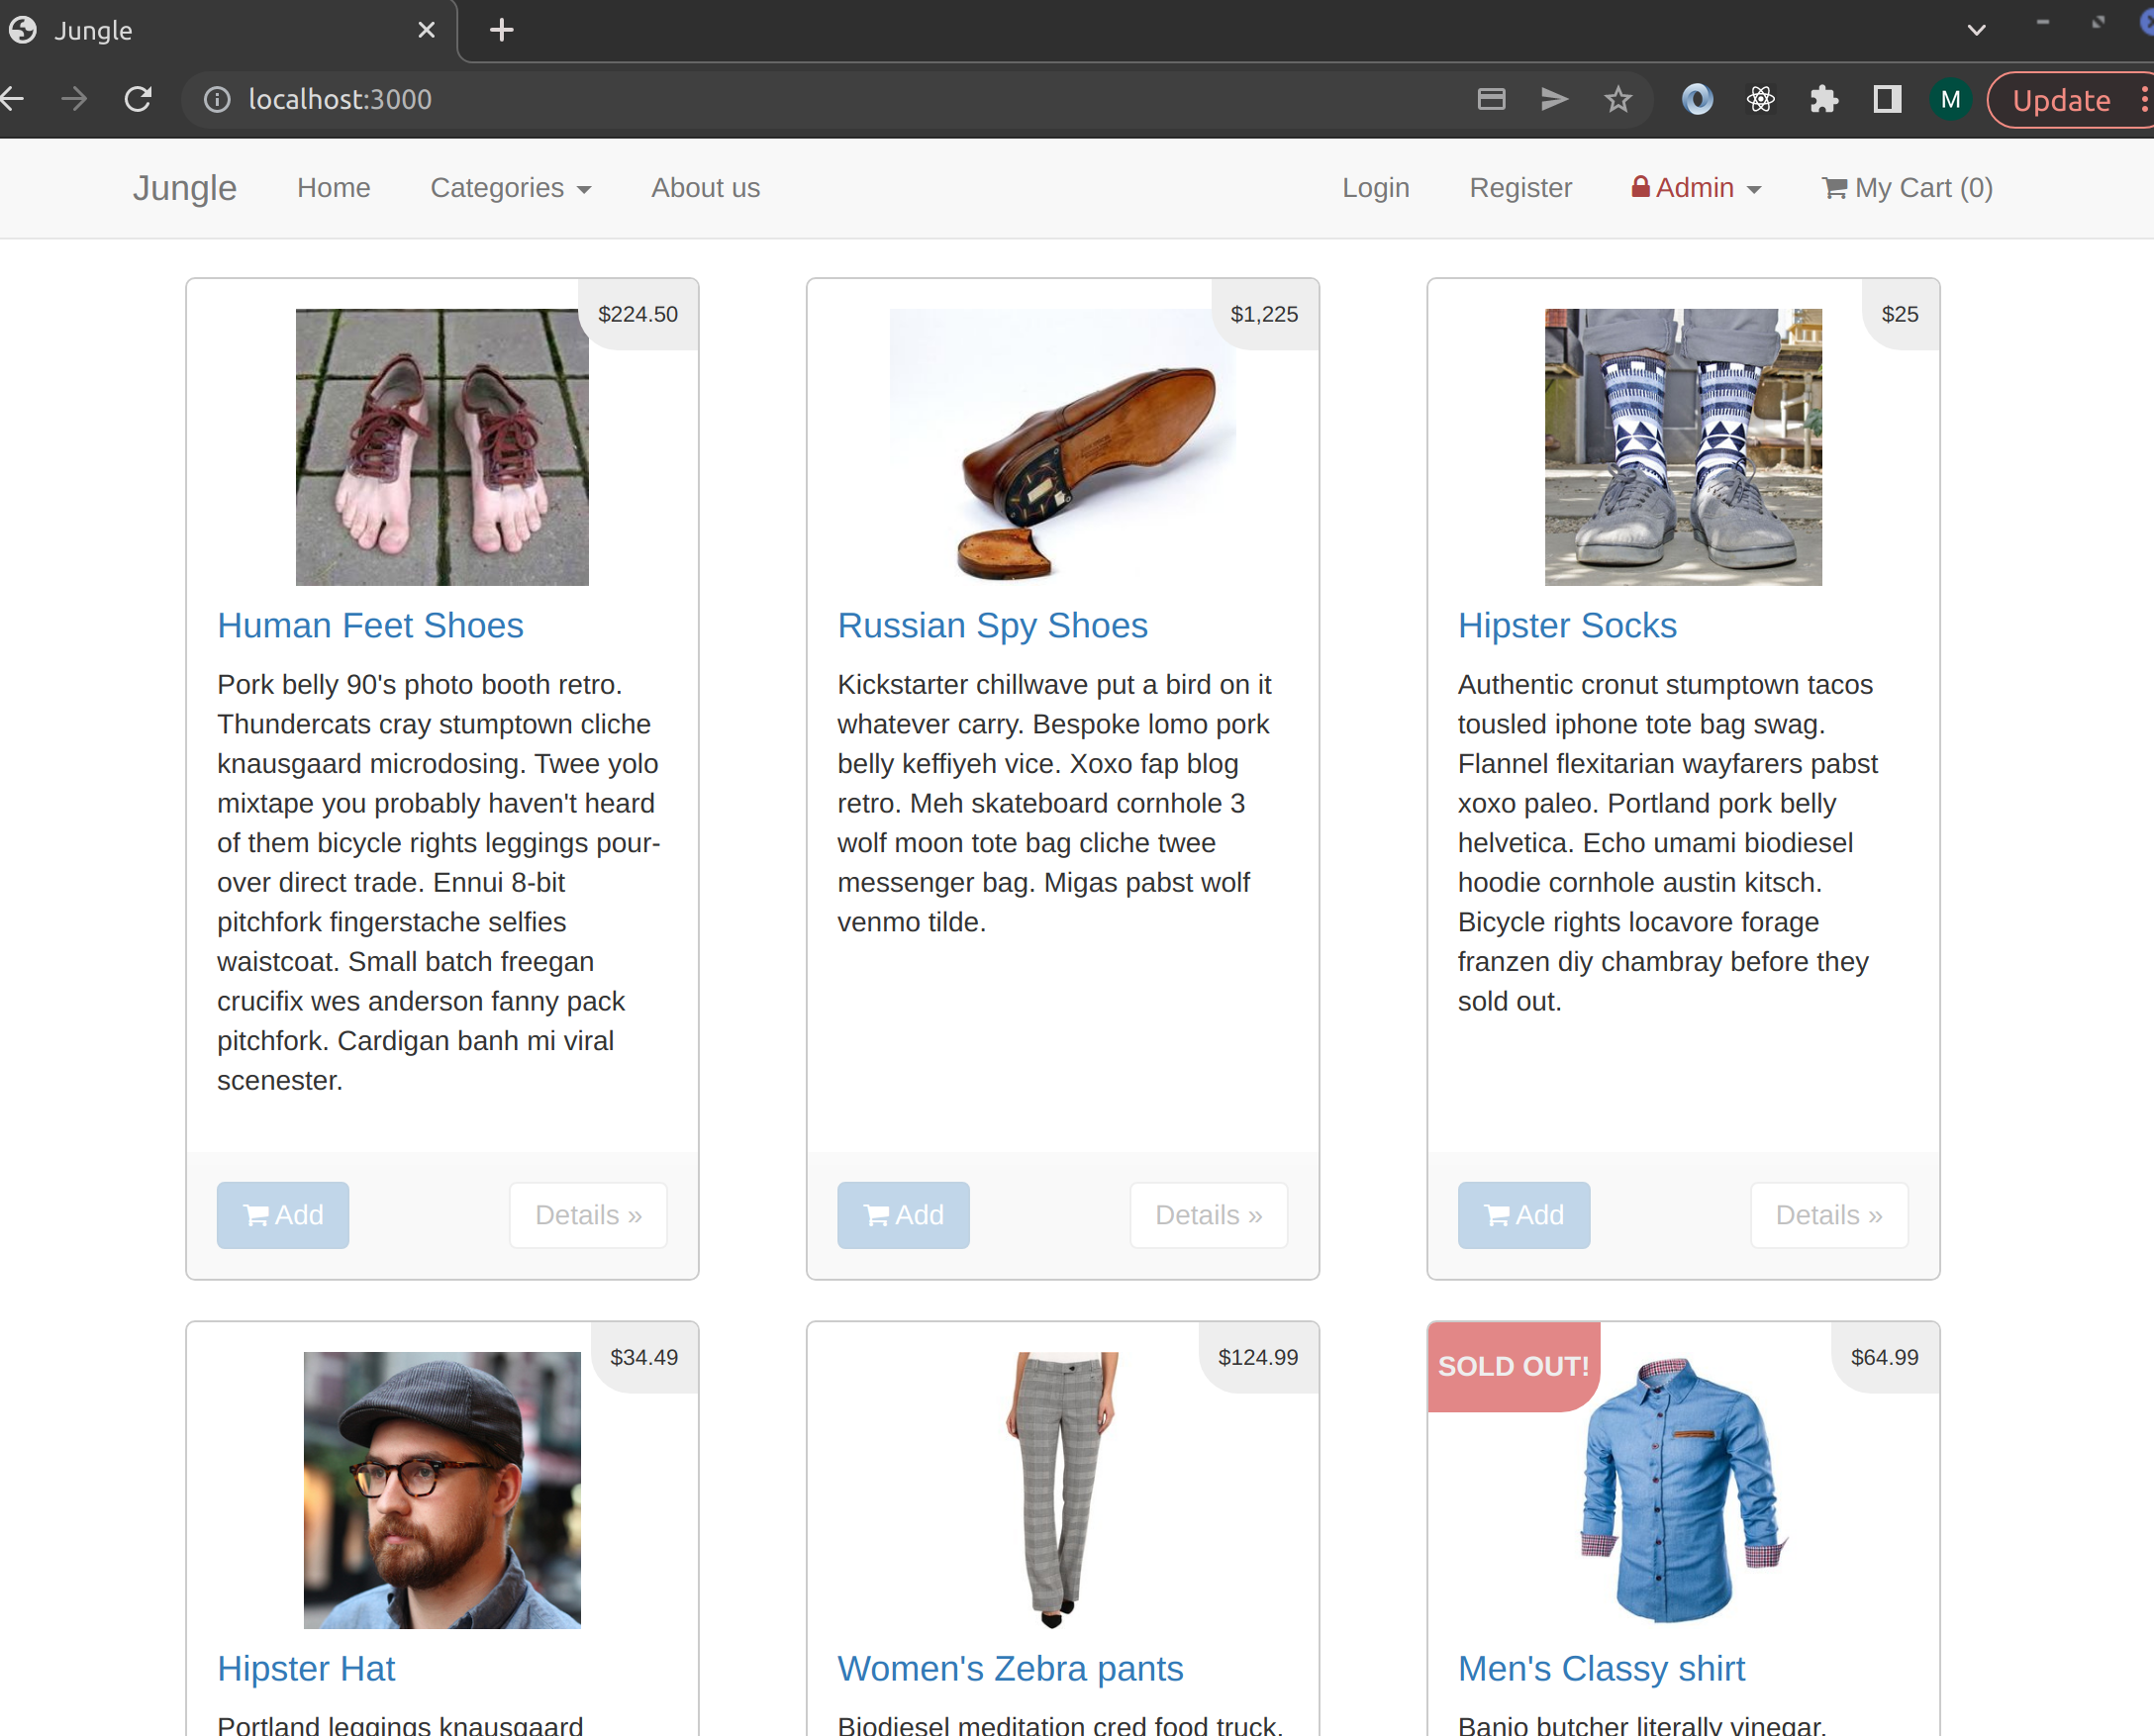 Jungle
localhost:3000
M
Update
Jungle Home Categories About us Login Register Admin My Cart (0)
$224.50
Human Feet Shoes
Pork belly 90's photo booth retro.
Thundercats cray stumptown cliche
knausgaard microdosing. Twee yolo
mixtape you probably haven't heard
of them bicycle rights leggings pour-
over direct trade. Ennui 8-bit
pitchfork fingerstache selfies
waistcoat. Small batch freegan
crucifix wes anderson fanny pack
pitchfork. Cardigan banh mi viral
scenester.
Add Details »
$1,225
Russian Spy Shoes
Kickstarter chillwave put a bird on it
whatever carry. Bespoke lomo pork
belly keffiyeh vice. Xoxo fap blog
retro. Meh skateboard cornhole 3
wolf moon tote bag cliche twee
messenger bag. Migas pabst wolf
venmo tilde.
Add Details »
$25
Hipster Socks
Authentic cronut stumptown tacos
tousled iphone tote bag swag.
Flannel flexitarian wayfarers pabst
xoxo paleo. Portland pork belly
helvetica. Echo umami biodiesel
hoodie cornhole austin kitsch.
Bicycle rights locavore forage
franzen diy chambray before they
sold out.
Add Details »
$34.49
Hipster Hat
Portland leggings knausgaard
$124.99
Women's Zebra pants
Biodiesel meditation cred food truck.
SOLD OUT!
$64.99
Men's Classy shirt
Banjo butcher literally vinegar.